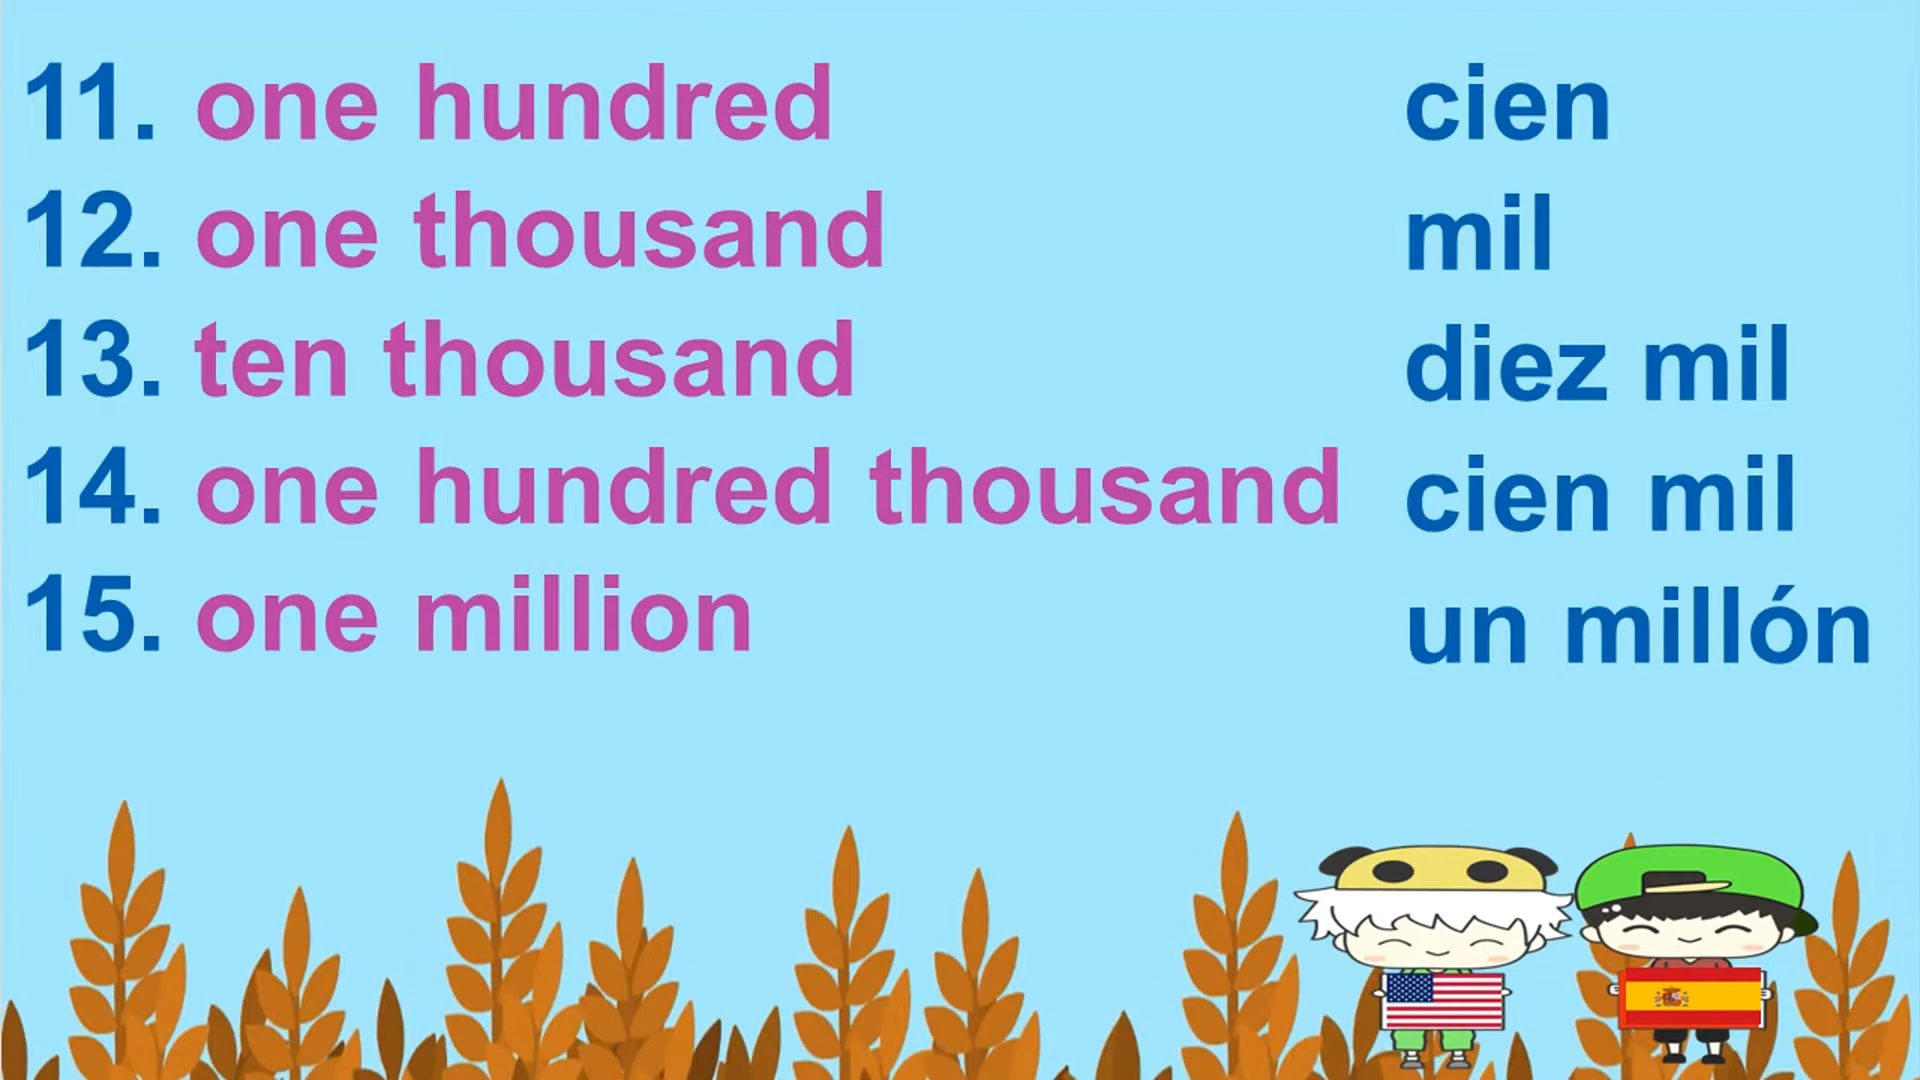 11. one hundred cien
12. one thousand mil
13. ten thousand diez mil
14. one hundred thousand cien mil
15. one million un millón